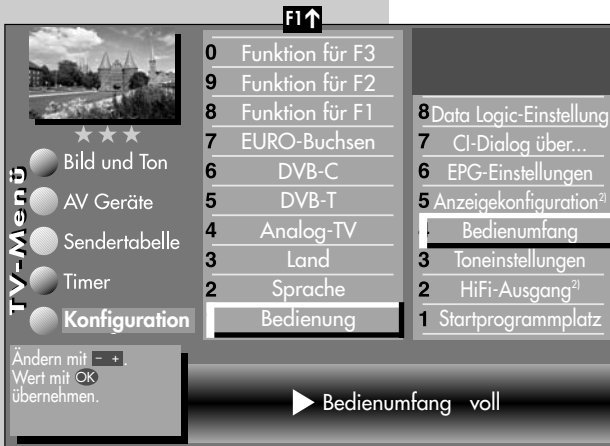 F1↑
TV-Menü
Bild und Ton
AV Geräte
Sendertabelle
Timer
Konfiguration
0 Funktion für F3
9 Funktion für F2
8 Funktion für F1
7 EURO-Buchsen
6 DVB-C
5 DVB-T
4 Analog-TV
3 Land
2 Sprache
Bedienung
8 Data Logic-Einstellung
7 CI-Dialog über...
6 EPG-Einstellungen
5 Anzeigekonfiguration2)
Bedienumfang
3 Toneinstellungen
2 HiFi-Ausgang2)
1 Startprogrammplatz
Ändern mit - + .
Wert mit OK
übernehmen.
Bedienumfang voll